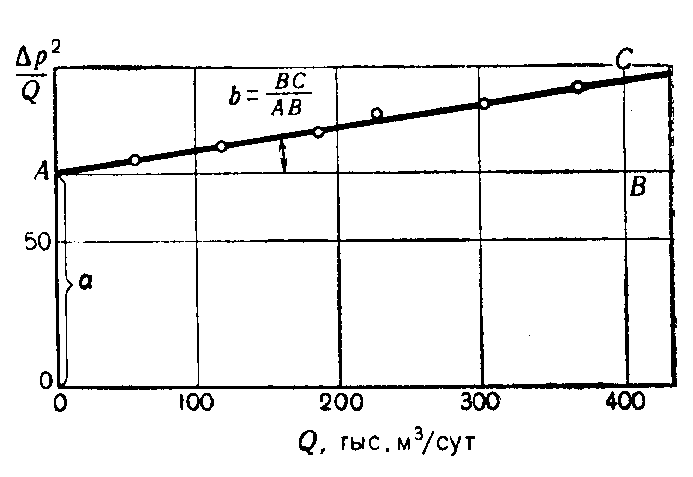 Δp²/Q
C
b = BC/AB
A
B
50
a
0
0 100 200 300 400
Q, тыс. м³/сут